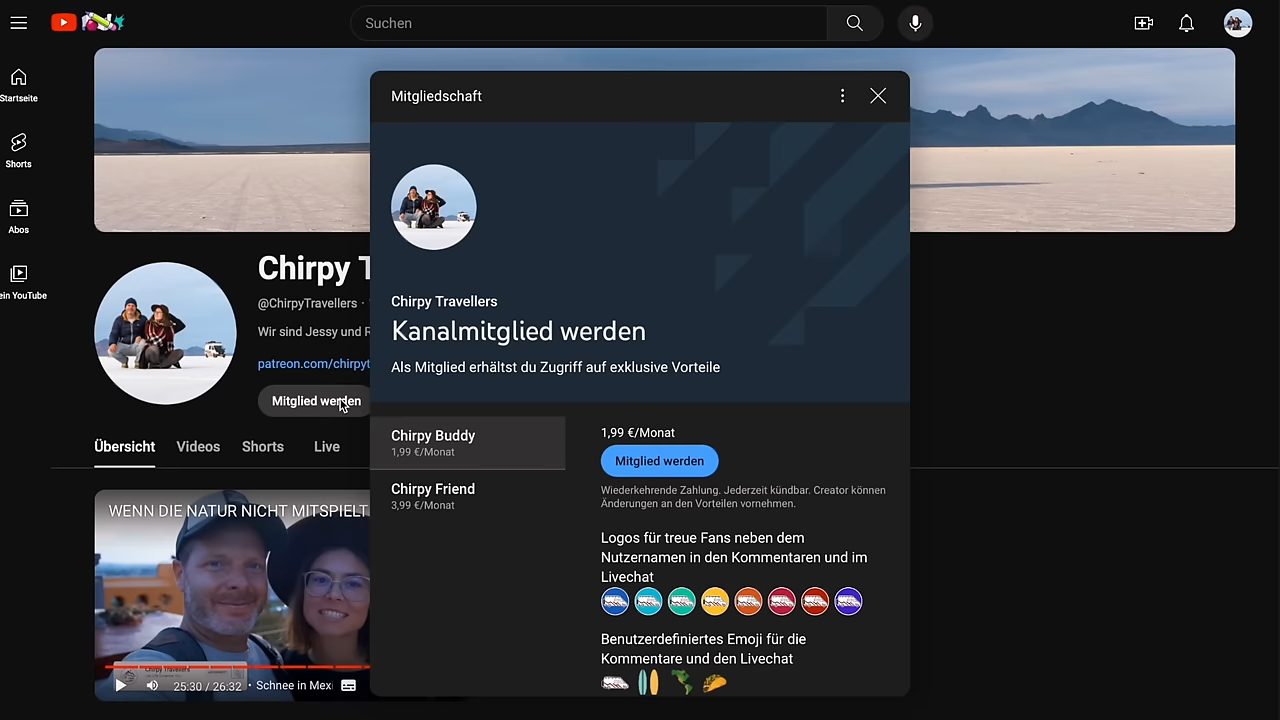 Suchen
Startseite
Shorts
Abos
ein YouTube
Chirpy T
@ChirpyTravellers ·
Wir sind Jessy und R
patreon.com/chirpyt
Mitglied werden
Übersicht
Videos
Shorts
Live
WENN DIE NATUR NICHT MITSPIELT
Chirpy Travellers
25:30 / 26:32 • Schnee in Mexi
Mitgliedschaft
Chirpy Travellers
Kanalmitglied werden
Als Mitglied erhältst du Zugriff auf exklusive Vorteile
Chirpy Buddy
1,99 €/Monat
Chirpy Friend
3,99 €/Monat
1,99 €/Monat
Mitglied werden
Wiederkehrende Zahlung. Jederzeit kündbar. Creator können
Änderungen an den Vorteilen vornehmen.
Logos für treue Fans neben dem
Nutzernamen in den Kommentaren und im
Livechat
Benutzerdefiniertes Emoji für die
Kommentare und den Livechat